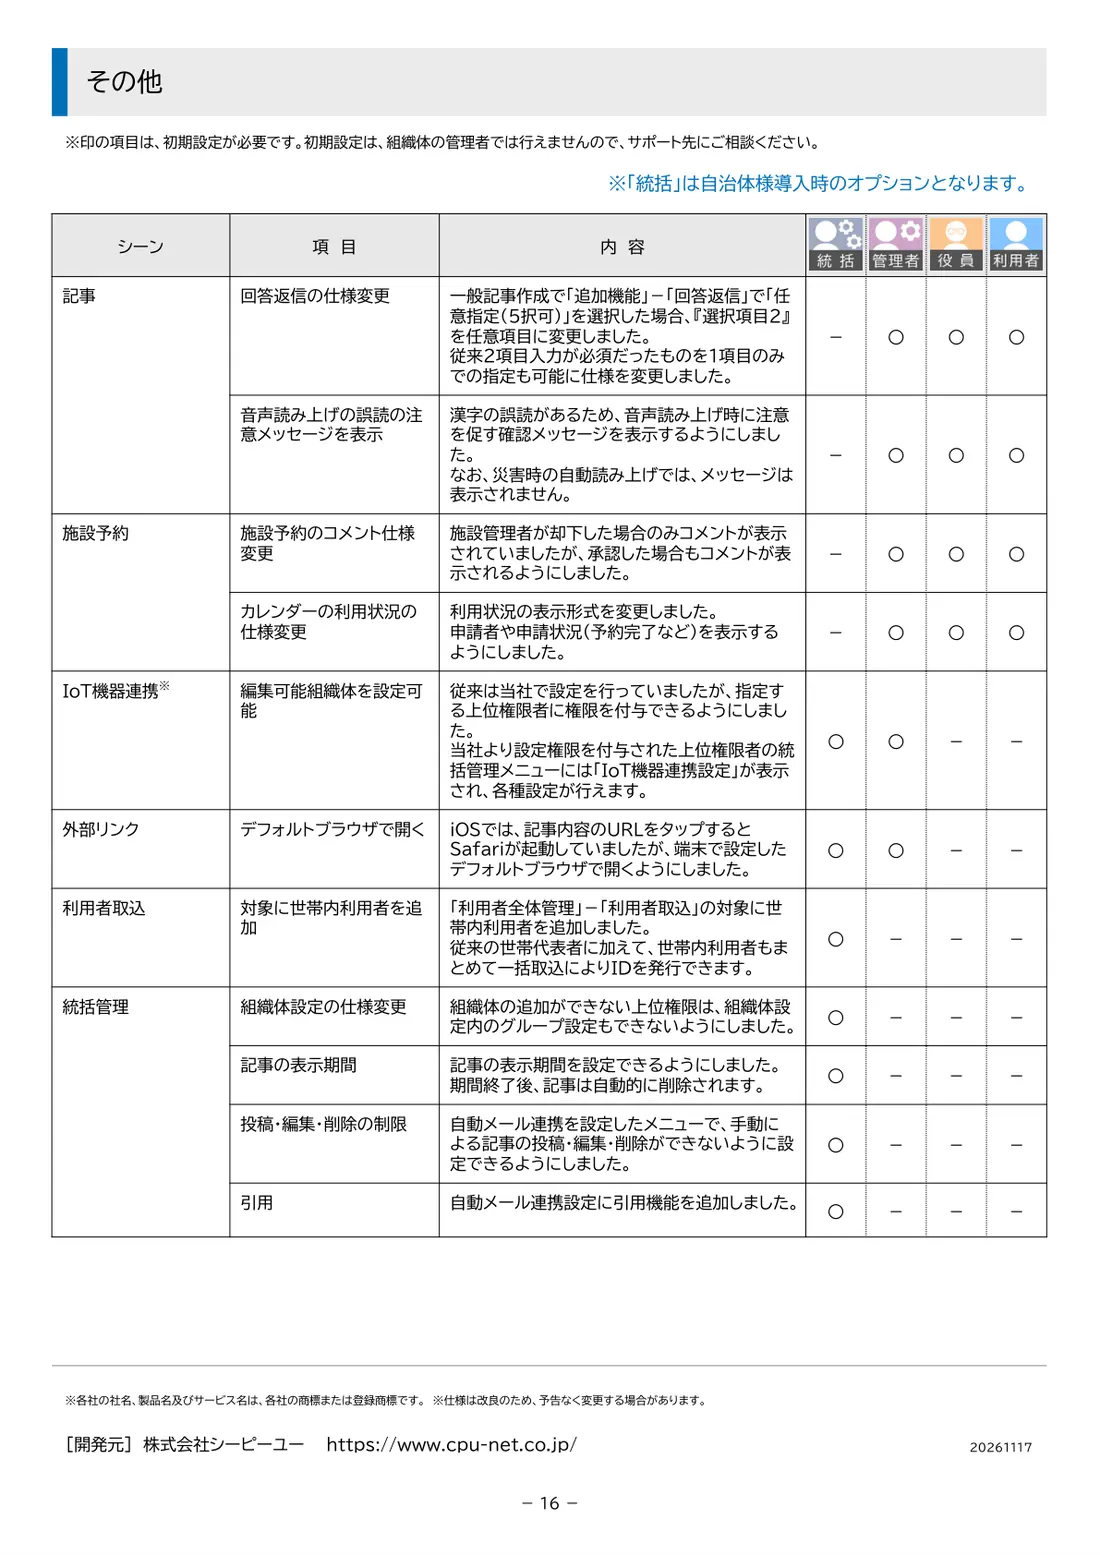 その他
※印の項目は、初期設定が必要です。初期設定は、組織体の管理者では行えませんので、サポート先にご相談ください。
※「統括」は自治体様導入時のオプションとなります。
シーン 項 目 内 容 統 括 管理者 役 員 利用者
記事 回答返信の仕様変更 一般記事作成で「追加機能」－「回答返信」で「任
意指定(5択可)」を選択した場合、『選択項目2』
を任意項目に変更しました。
従来2項目入力が必須だったものを1項目のみ
での指定も可能に仕様を変更しました。
－ ○ ○ ○
音声読み上げの誤読の注
意メッセージを表示
漢字の誤読があるため、音声読み上げ時に注意
を促す確認メッセージを表示するようにしまし
た。
なお、災害時の自動読み上げでは、メッセージは
表示されません。
－ ○ ○ ○
施設予約 施設予約のコメント仕様
変更
施設管理者が却下した場合のみコメントが表示
されていましたが、承認した場合もコメントが表
示されるようにしました。
－ ○ ○ ○
カレンダーの利用状況の
仕様変更
利用状況の表示形式を変更しました。
申請者や申請状況(予約完了など)を表示する
ようにしました。
－ ○ ○ ○
IoT機器連携※ 編集可能組織体を設定可
能
従来は当社で設定を行っていましたが、指定す
る上位権限者に権限を付与できるようにしまし
た。
当社より設定権限を付与された上位権限者の統
括管理メニューには「IoT機器連携設定」が表示
され、各種設定が行えます。
○ ○ － －
外部リンク デフォルトブラウザで開く iOSでは、記事内容のURLをタップすると
Safariが起動していましたが、端末で設定した
デフォルトブラウザで開くようにしました。
○ ○ － －
利用者取込 対象に世帯内利用者を追
加
「利用者全体管理」－「利用者取込」の対象に世
帯内利用者を追加しました。
従来の世帯代表者に加えて、世帯内利用者もま
とめて一括取込によりIDを発行できます。
○ － － －
統括管理 組織体設定の仕様変更 組織体の追加ができない上位権限は、組織体設
定内のグループ設定もできないようにしました。
○ － － －
記事の表示期間 記事の表示期間を設定できるようにしました。
期間終了後、記事は自動的に削除されます。
○ － － －
投稿・編集・削除の制限 自動メール連携を設定したメニューで、手動に
よる記事の投稿・編集・削除ができないように設
定できるようにしました。
○ － － －
引用 自動メール連携設定に引用機能を追加しました。 ○ － － －
※各社の社名、製品名及びサービス名は、各社の商標または登録商標です。 ※仕様は改良のため、予告なく変更する場合があります。
[開発元] 株式会社シーピーユー https://www.cpu-net.co.jp/ 20261117
－ 16 －